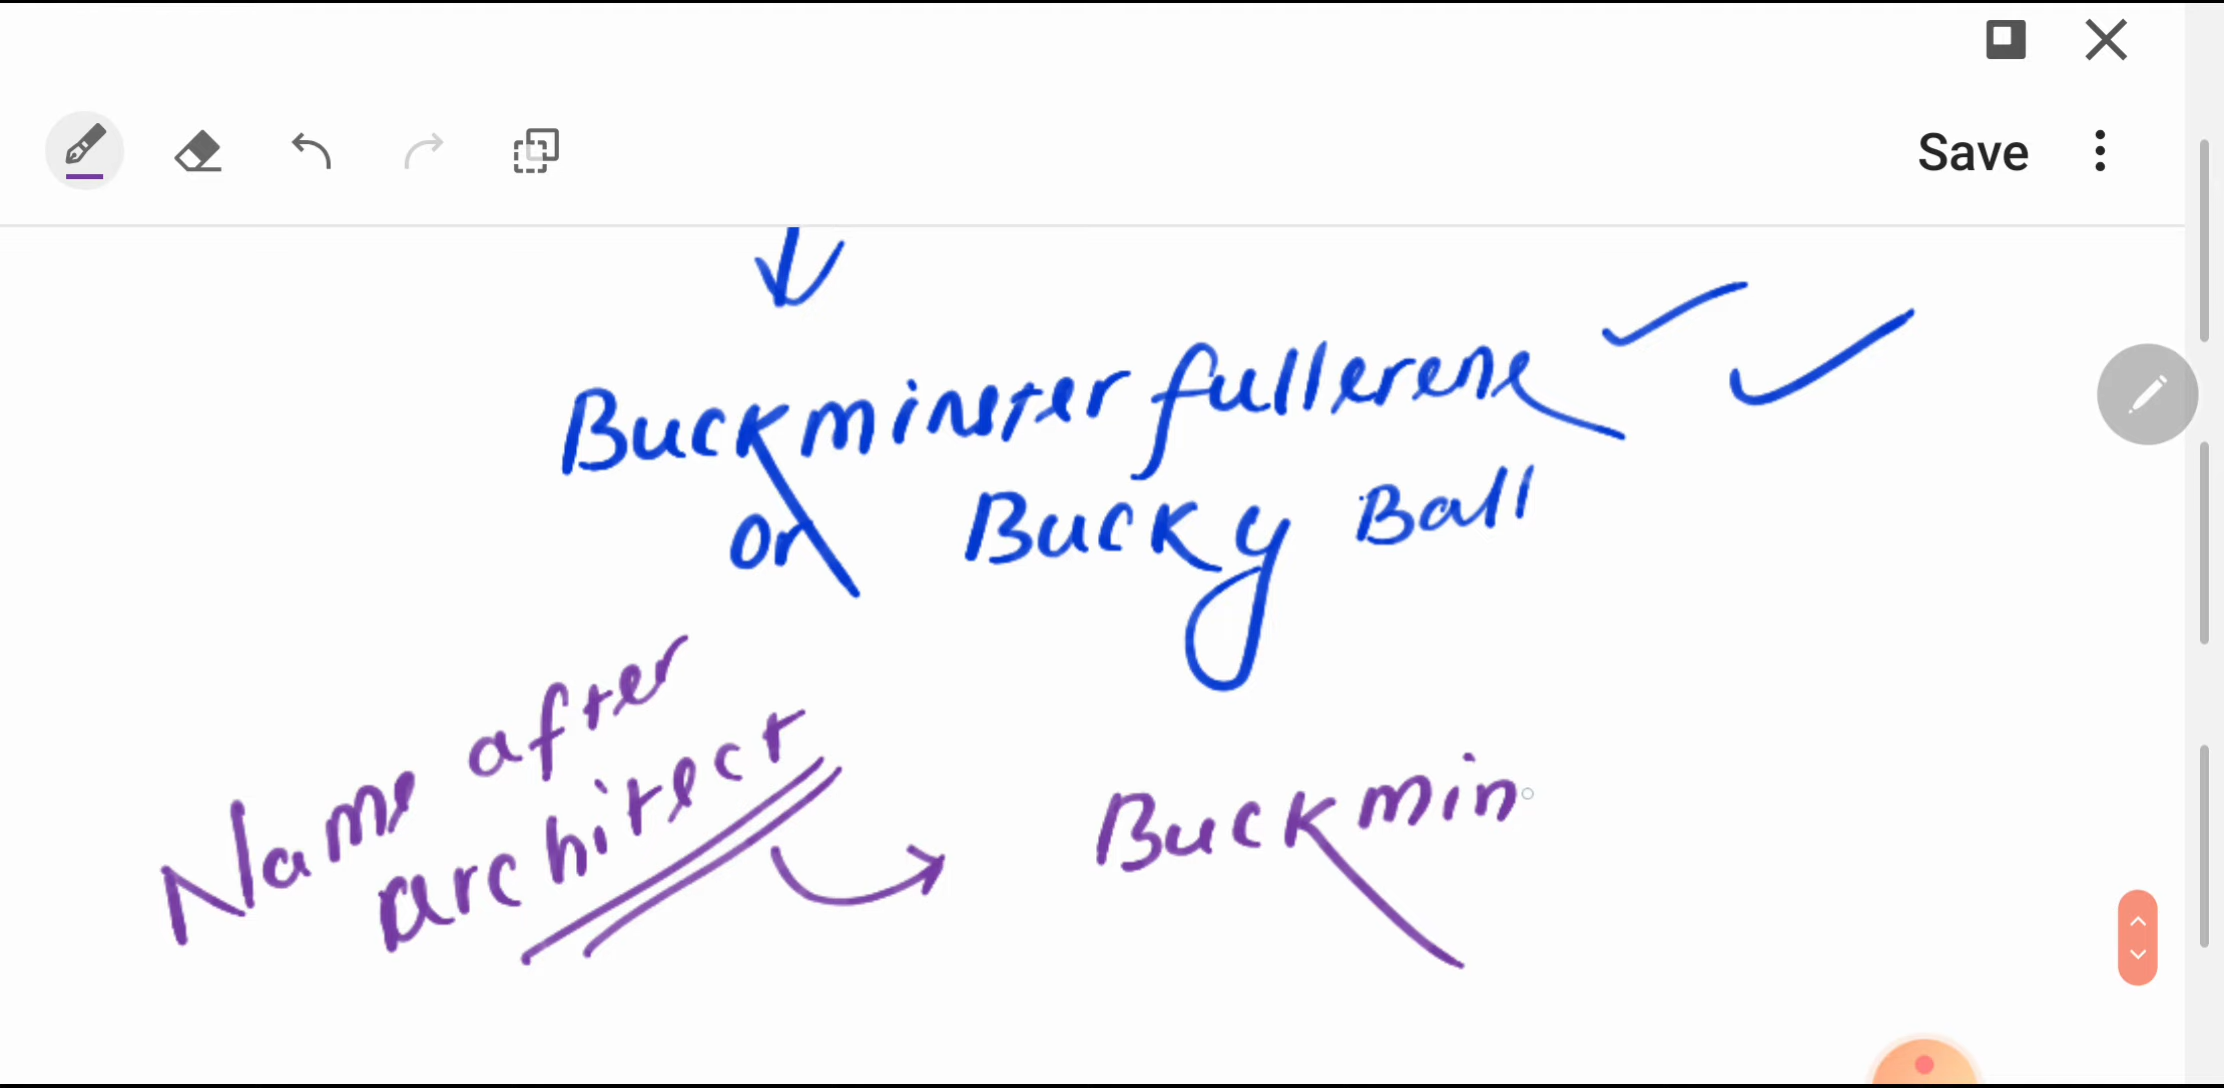 Save
Buckminster fullerene
or Bucky Ball
Name after
architect
Buckmin